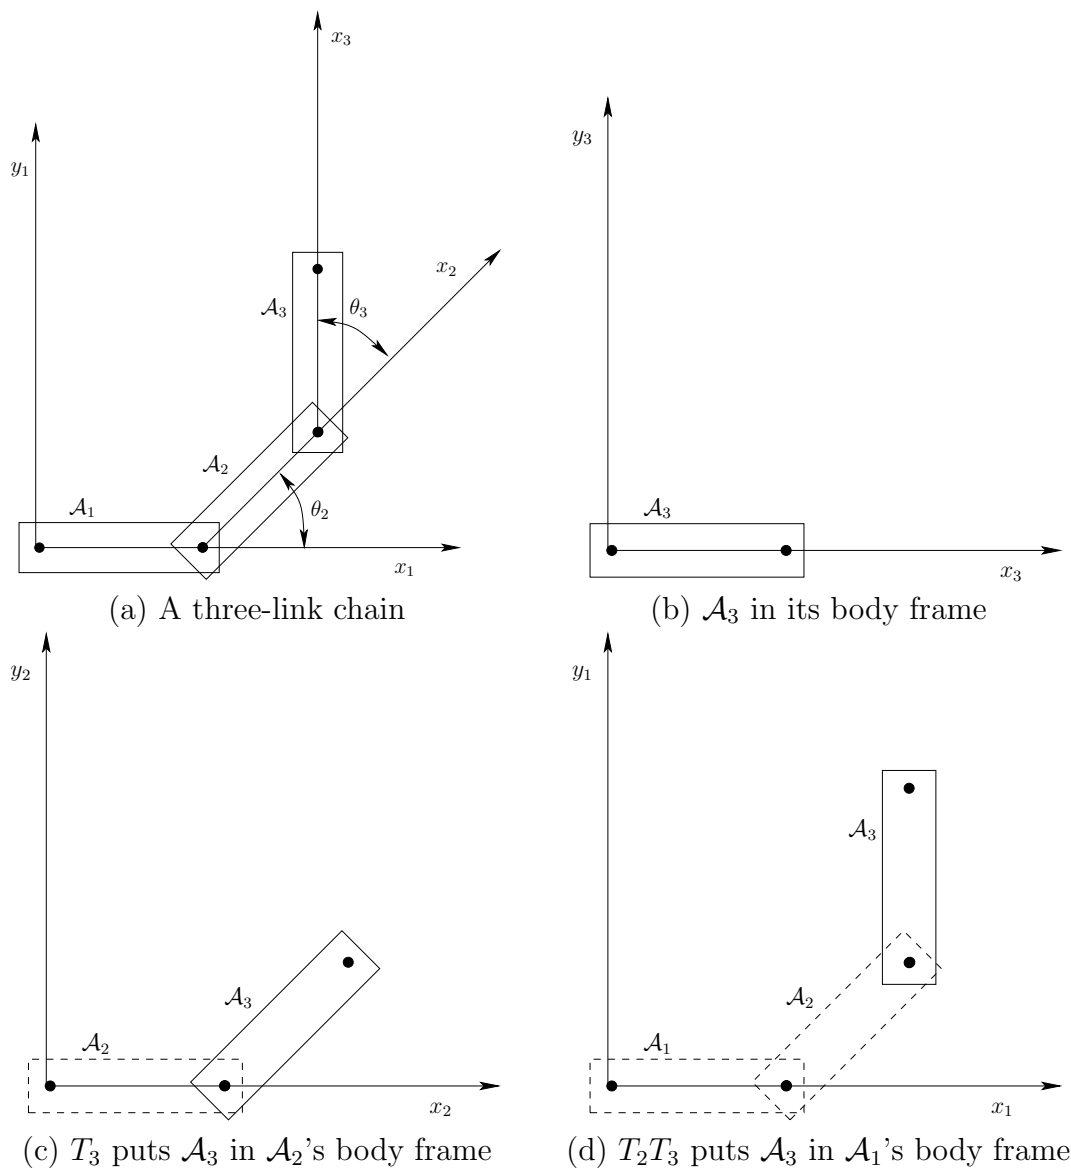 x₃
y₁
x₂
𝒜₃
θ₃
𝒜₂
θ₂
𝒜₁
x₁
(a) A three-link chain
y₃
𝒜₃
x₃
(b) 𝒜₃ in its body frame
y₂
𝒜₃
𝒜₂
x₂
(c) T₃ puts 𝒜₃ in 𝒜₂'s body frame
y₁
𝒜₃
𝒜₂
𝒜₁
x₁
(d) T₂T₃ puts 𝒜₃ in 𝒜₁'s body frame